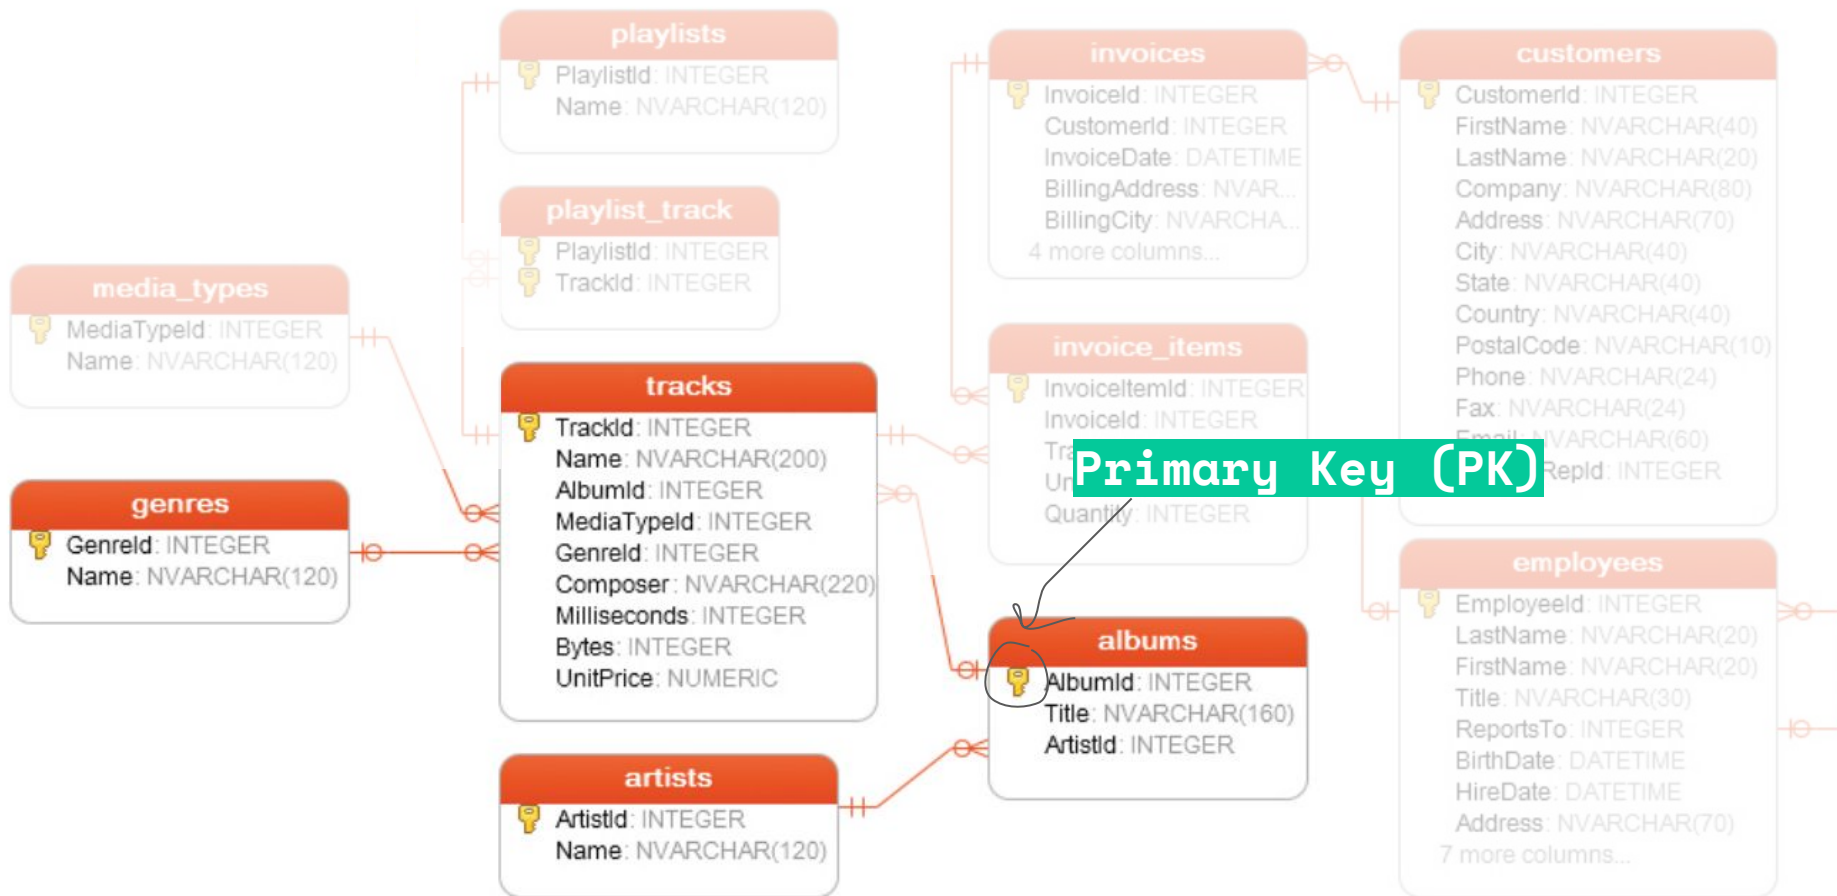 playlists
PlaylistId: INTEGER
Name: NVARCHAR(120)
playlist_track
PlaylistId: INTEGER
TrackId: INTEGER
media_types
MediaTypeId: INTEGER
Name: NVARCHAR(120)
genres
GenreId: INTEGER
Name: NVARCHAR(120)
tracks
TrackId: INTEGER
Name: NVARCHAR(200)
AlbumId: INTEGER
MediaTypeId: INTEGER
GenreId: INTEGER
Composer: NVARCHAR(220)
Milliseconds: INTEGER
Bytes: INTEGER
UnitPrice: NUMERIC
artists
ArtistId: INTEGER
Name: NVARCHAR(120)
invoices
InvoiceId: INTEGER
CustomerId: INTEGER
InvoiceDate: DATETIME
BillingAddress: NVAR...
BillingCity: NVARCHA...
4 more columns...
invoice_items
InvoiceItemId: INTEGER
InvoiceId: INTEGER
Quantity: INTEGER
Primary Key (PK)
albums
AlbumId: INTEGER
Title: NVARCHAR(160)
ArtistId: INTEGER
customers
CustomerId: INTEGER
FirstName: NVARCHAR(40)
LastName: NVARCHAR(20)
Company: NVARCHAR(80)
Address: NVARCHAR(70)
City: NVARCHAR(40)
State: NVARCHAR(40)
Country: NVARCHAR(40)
PostalCode: NVARCHAR(10)
Phone: NVARCHAR(24)
Fax: NVARCHAR(24)
Email: NVARCHAR(60)
RepId: INTEGER
employees
EmployeeId: INTEGER
LastName: NVARCHAR(20)
FirstName: NVARCHAR(20)
Title: NVARCHAR(30)
ReportsTo: INTEGER
BirthDate: DATETIME
HireDate: DATETIME
Address: NVARCHAR(70)
7 more columns...